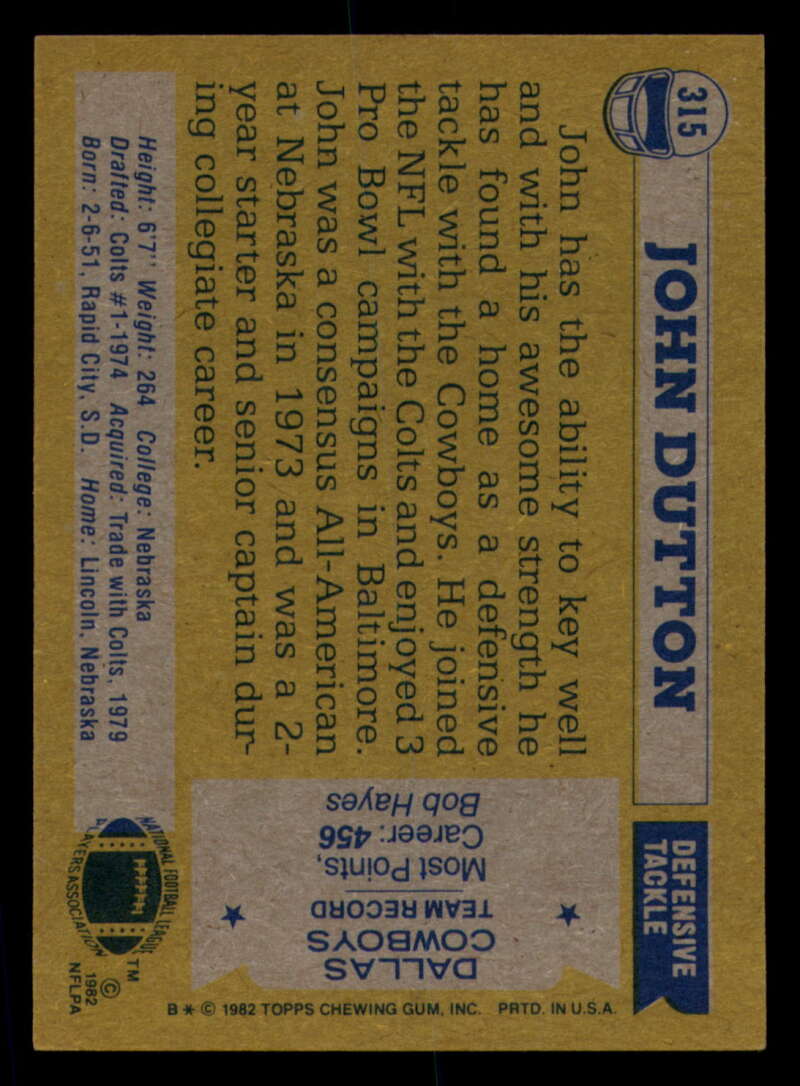 315
JOHN DUTTON
DEFENSIVE
TACKLE
John has the ability to key well
and with his awesome strength he
has found a home as a defensive
tackle with the Cowboys. He joined
the NFL with the Colts and enjoyed 3
Pro Bowl campaigns in Baltimore.
John was a consensus All-American
at Nebraska in 1973 and was a 2-
year starter and senior captain dur-
ing collegiate career.
Height: 6'7" Weight: 264 College: Nebraska
Drafted: Colts #1-1974 Acquired: Trade with Colts, 1979
Born: 2-6-51, Rapid City, S.D. Home: Lincoln, Nebraska
DALLAS
COWBOYS
TEAM RECORD
Most Points,
Career: 456
Bob Hayes
NATIONAL FOOTBALL LEAGUE
PLAYERS ASSOCIATION
TM
© 1982
NFLPA
B * © 1982 TOPPS CHEWING GUM, INC. PRTD. IN U.S.A.